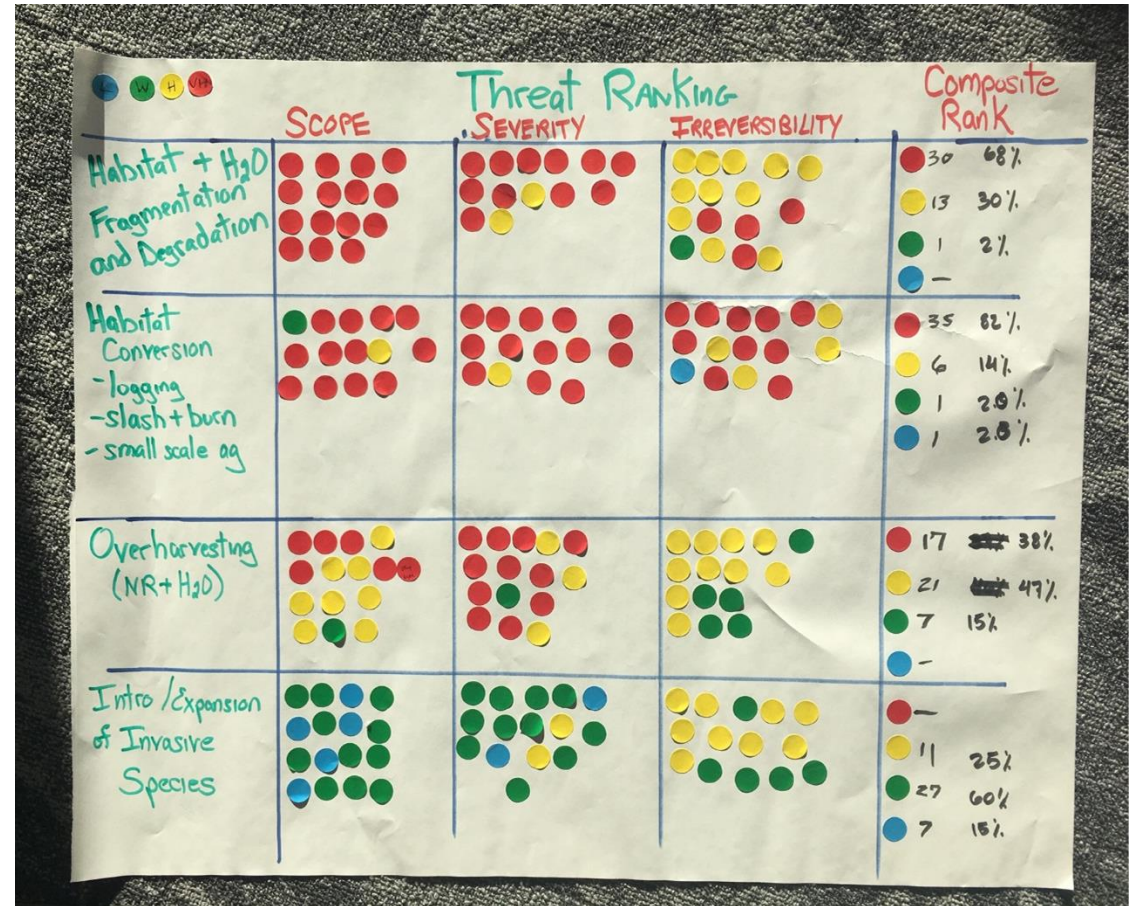 L W H VH
Threat RANKiNG
SCOPE SEVERITY IRREVERSIBILITY
Composite
Rank
Habitat + H2O
Fragmentation
and Degradation
30 68%
13 30%
1 2%
-
Habitat
Conversion
- logging
- slash + burn
- small scale ag
35 82%
6 14%
1 2.0%
1 2.0%
Overharvesting
(NR + H2O)
17 38%
21 47%
7 15%
-
Intro / Expansion
of Invasive
Species
-
11 25%
27 60%
7 15%